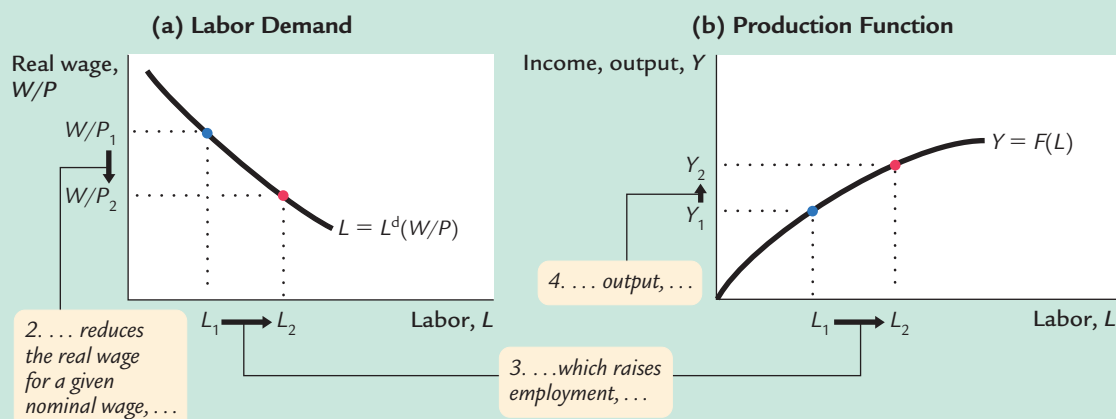 (a) Labor Demand
Real wage,
W/P
W/P₁
W/P₂
L = Lᵈ(W/P)
L₁
L₂
Labor, L
2. . . . reduces
the real wage
for a given
nominal wage, . . .
(b) Production Function
Income, output, Y
Y = F(L)
Y₂
Y₁
4. . . . output, . . .
L₁
L₂
Labor, L
3. . . .which raises
employment, . . .